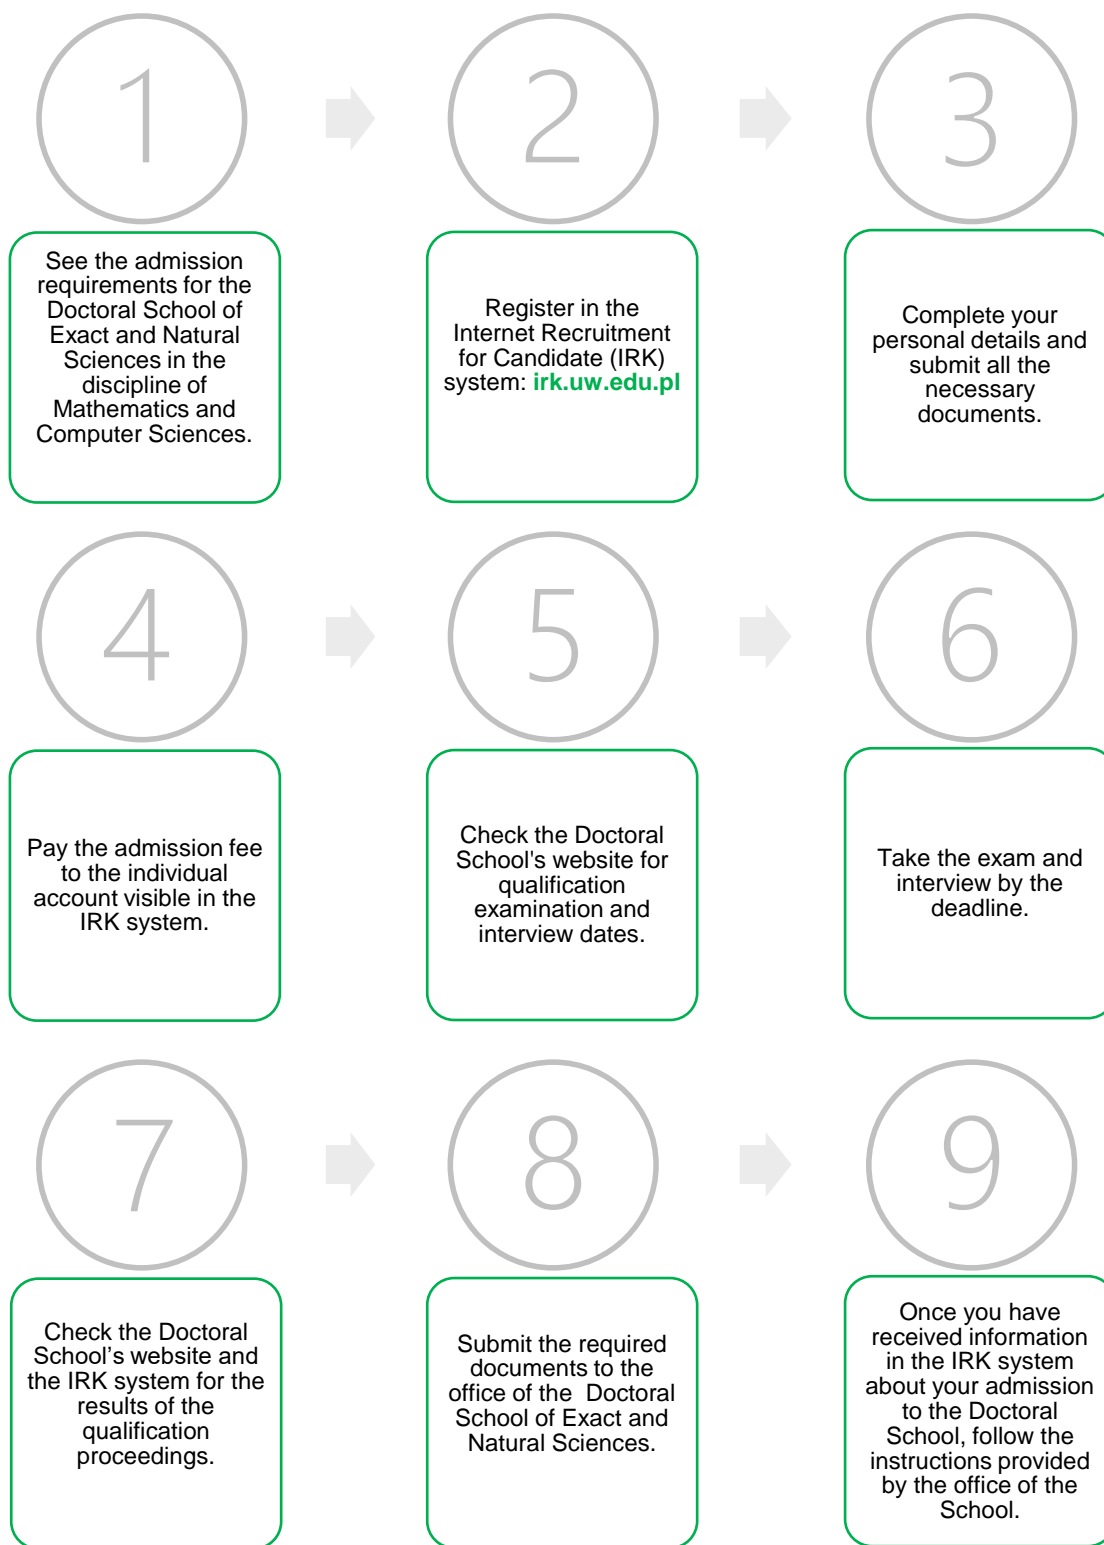 1
2
3
See the admission
requirements for the
Doctoral School of
Exact and Natural
Sciences in the
discipline of
Mathematics and
Computer Sciences.
Register in the
Internet Recruitment
for Candidate (IRK)
system: irk.uw.edu.pl
Complete your
personal details and
submit all the
necessary
documents.
4
5
6
Pay the admission fee
to the individual
account visible in the
IRK system.
Check the Doctoral
School's website for
qualification
examination and
interview dates.
Take the exam and
interview by the
deadline.
7
8
9
Check the Doctoral
School’s website and
the IRK system for the
results of the
qualification
proceedings.
Submit the required
documents to the
office of the  Doctoral
School of Exact and
Natural Sciences.
Once you have
received information
in the IRK system
about your admission
to the Doctoral
School, follow the
instructions provided
by the office of the
School.